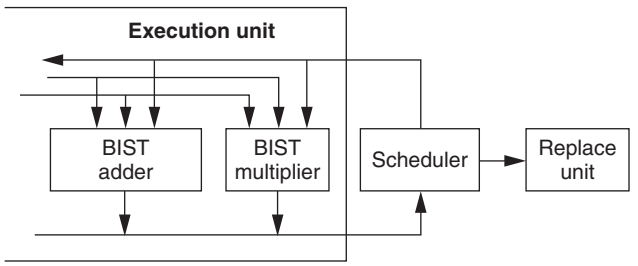 Execution unit
BIST
adder
BIST
multiplier
Scheduler
Replace
unit